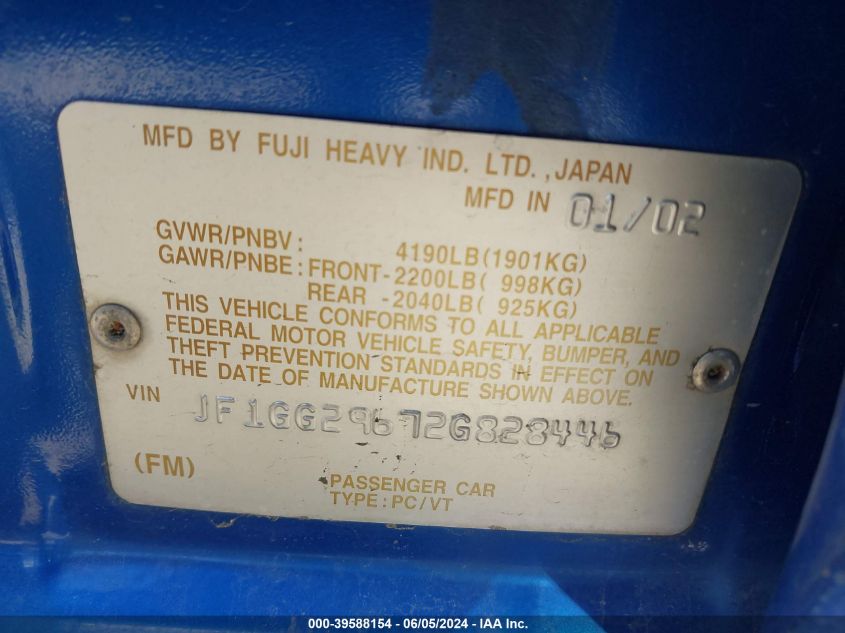 MFD BY FUJI HEAVY IND. LTD. ,JAPAN
MFD IN 01/02
GVWR/PNBV: 4190LB(1901KG)
GAWR/PNBE: FRONT-2200LB( 998KG)
REAR -2040LB( 925KG)
THIS VEHICLE CONFORMS TO ALL APPLICABLE
FEDERAL MOTOR VEHICLE SAFETY, BUMPER, AND
THEFT PREVENTION STANDARDS IN EFFECT ON
THE DATE OF MANUFACTURE SHOWN ABOVE.
VIN JF1GG29672G828446
(FM)
PASSENGER CAR
TYPE:PC/VT
000-39588154 - 06/05/2024 - IAA Inc.